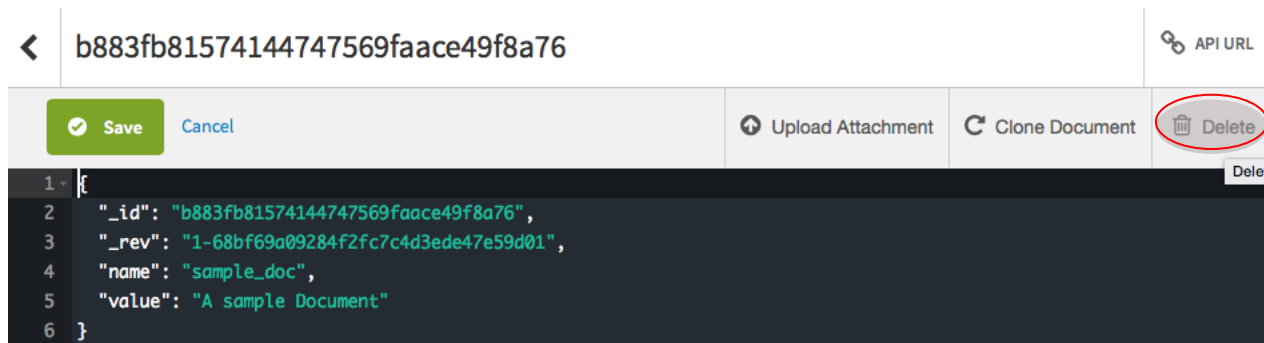 b883fb81574144747569faace49f8a76 API URL
Save Cancel Upload Attachment Clone Document Delete
Dele
1 {
2 "_id": "b883fb81574144747569faace49f8a76",
3 "_rev": "1-68bf69a09284f2fc7c4d3ede47e59d01",
4 "name": "sample_doc",
5 "value": "A sample Document"
6 }